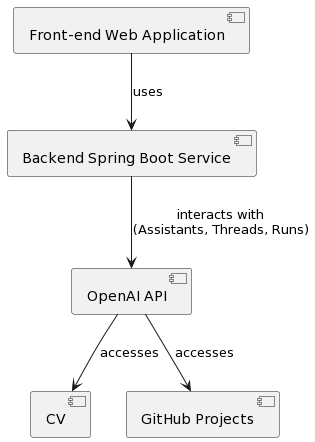 Front-end Web Application
uses
Backend Spring Boot Service
interacts with
(Assistants, Threads, Runs)
OpenAI API
accesses
accesses
CV
GitHub Projects